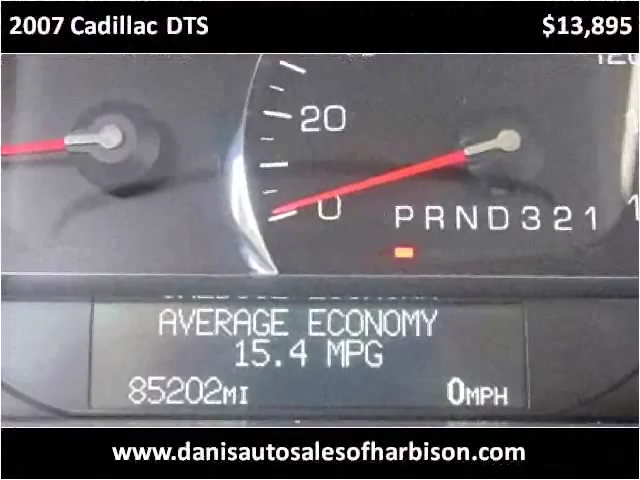 2007 Cadillac DTS $13,895
20
0
PRND321
AVERAGE ECONOMY
15.4 MPG
85202MI 0MPH
www.danisautosalesofharbison.com